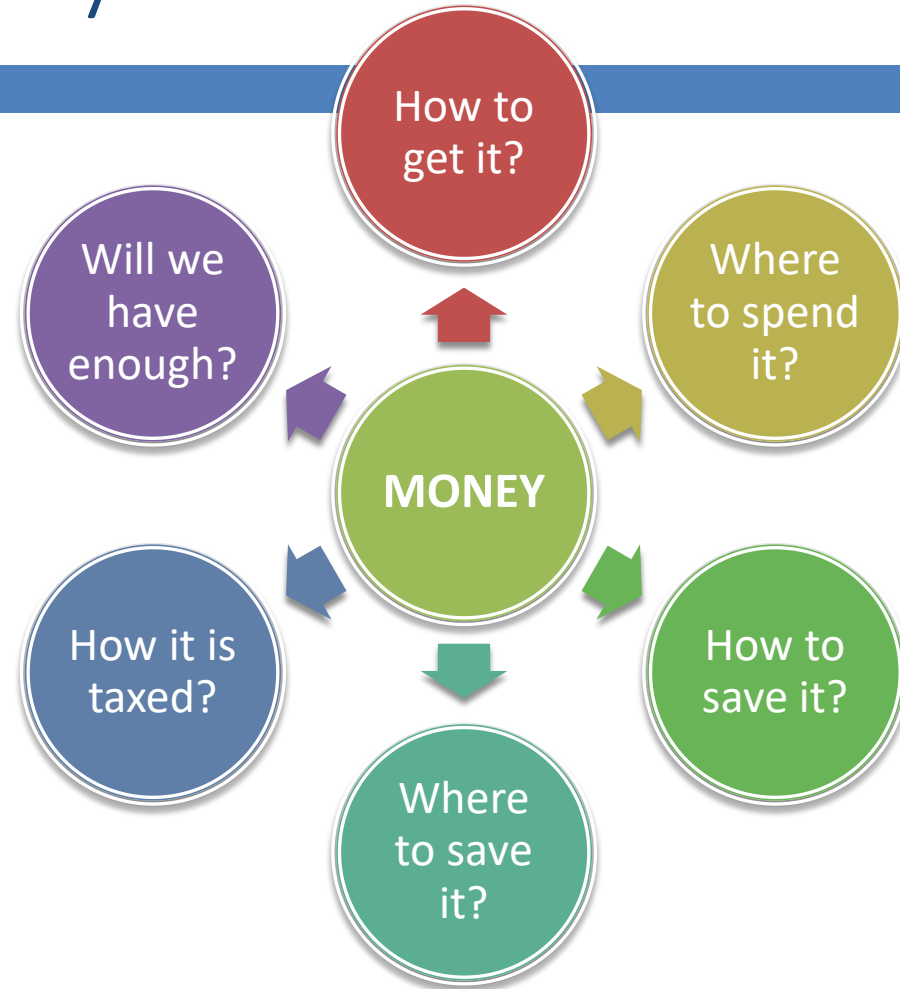 How to
get it?
Where
to spend
it?
How to
save it?
Where
to save
it?
How it is
taxed?
Will we
have
enough?
MONEY